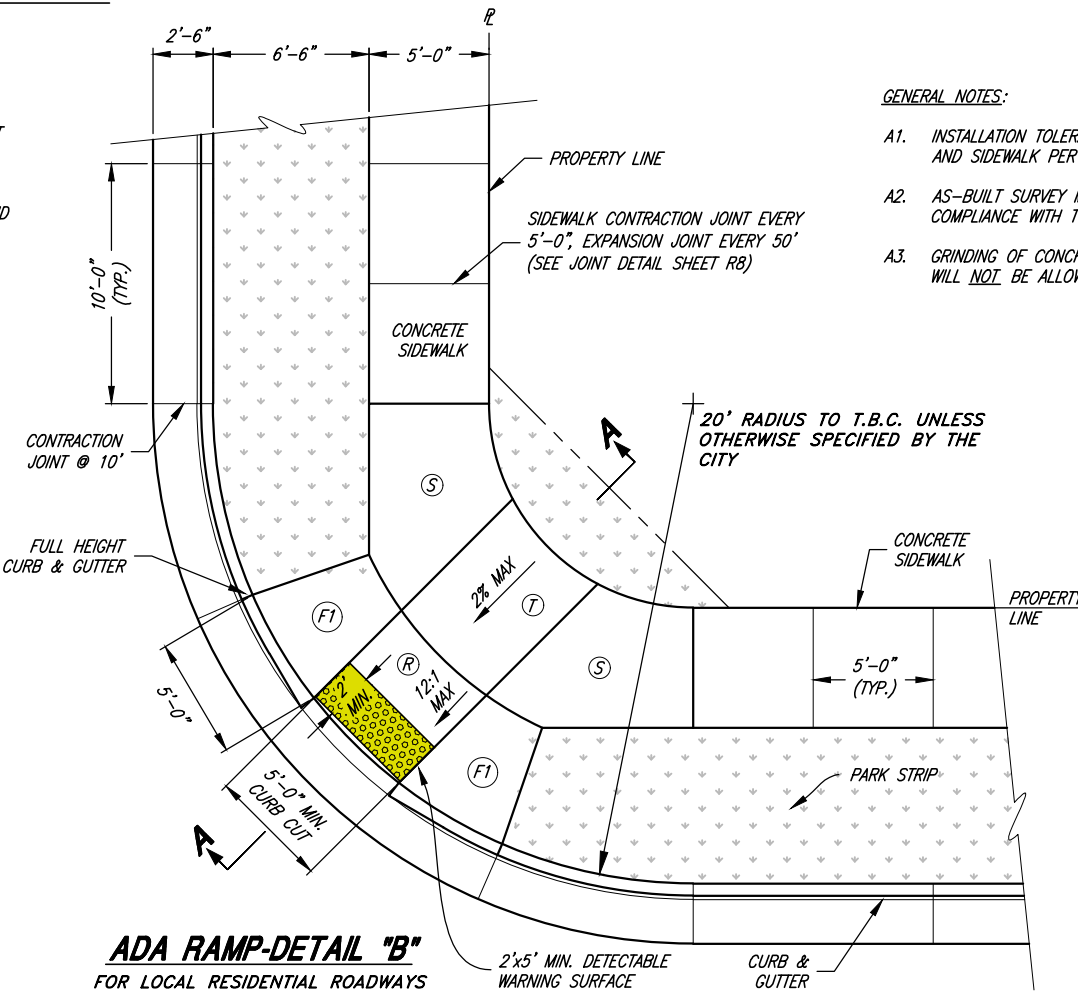 PL
2'-6"
6'-6"
5'-0"
GENERAL NOTES:
A1. INSTALLATION
AND SIDEWALK PER
A2. AS-BUILT SURVEY
COMPLIANCE WITH
A3. GRINDING OF
WILL NOT BE
PROPERTY LINE
SIDEWALK CONTRACTION JOINT EVERY
5'-0", EXPANSION JOINT EVERY 50'
(SEE JOINT DETAIL SHEET R8)
10'-0"
(TYP.)
CONCRETE
SIDEWALK
20' RADIUS TO T.B.C. UNLESS
OTHERWISE SPECIFIED BY THE
CITY
A
CONTRACTION
JOINT @ 10'
S
FULL HEIGHT
CURB & GUTTER
CONCRETE
SIDEWALK
2% MAX
T
PROPERTY
LINE
F1
R
12:1
MAX
S
5'-0"
(TYP.)
2'
MIN.
5'-0"
F1
PARK STRIP
5'-0" MIN.
CURB CUT
A
ADA RAMP-DETAIL "B"
FOR LOCAL RESIDENTIAL ROADWAYS
2'x5' MIN. DETECTABLE
WARNING SURFACE
CURB &
GUTTER